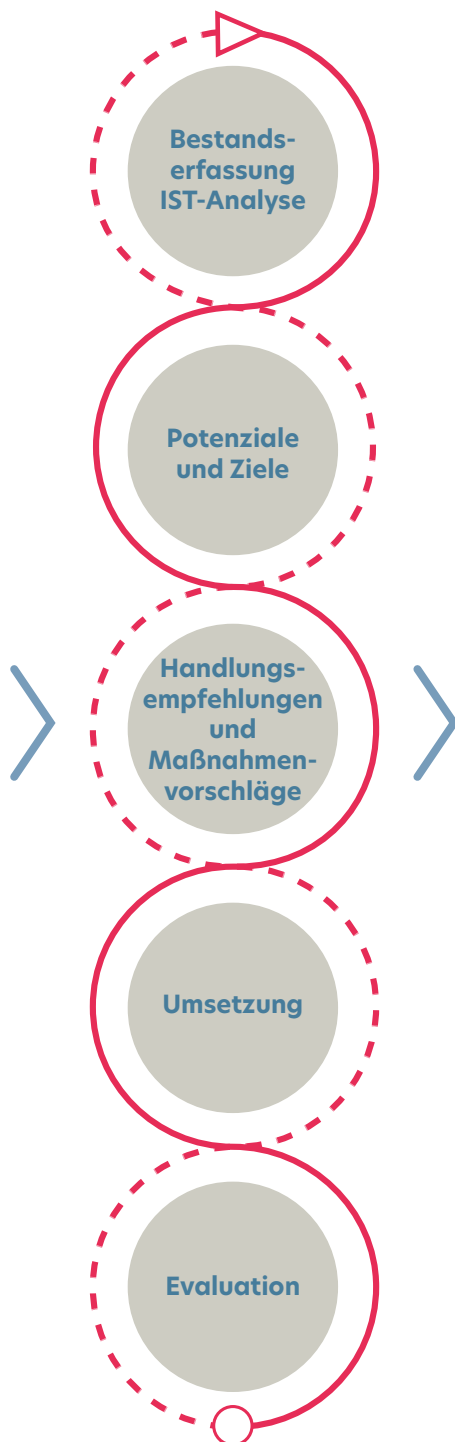 Bestands-
erfassung
IST-Analyse
Potenziale
und Ziele
Handlungs-
empfehlungen
und
Maßnahmen-
vorschläge
Umsetzung
Evaluation